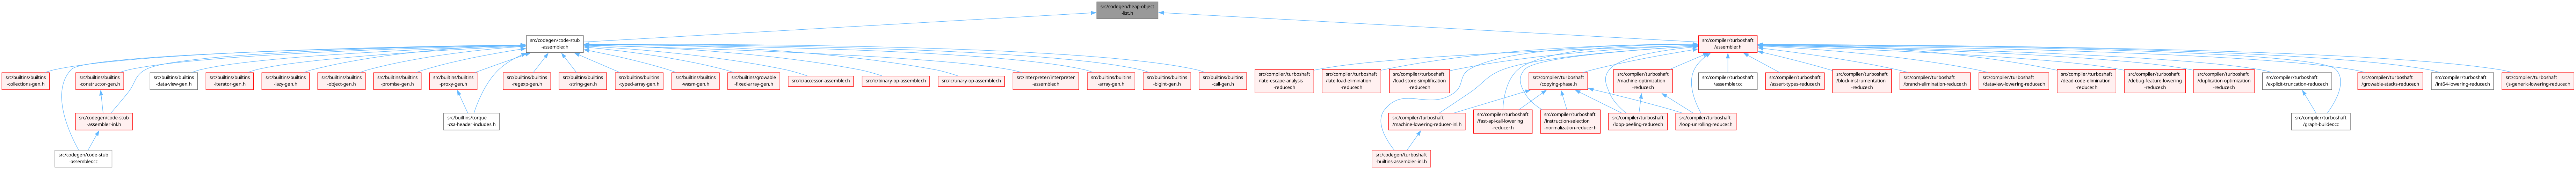 src/codegen/heap-object
-list.h
src/codegen/code-stub
-assembler.h
src/compiler/turboshaft
/assembler.h
src/builtins/builtins
-collections-gen.h
src/builtins/builtins
-constructor-gen.h
src/builtins/builtins
-data-view-gen.h
src/builtins/builtins
-iterator-gen.h
src/builtins/builtins
-lazy-gen.h
src/builtins/builtins
-object-gen.h
src/builtins/builtins
-promise-gen.h
src/builtins/builtins
-proxy-gen.h
src/builtins/builtins
-regexp-gen.h
src/builtins/builtins
-string-gen.h
src/builtins/builtins
-typed-array-gen.h
src/builtins/builtins
-wasm-gen.h
src/builtins/growable
-fixed-array-gen.h
src/ic/accessor-assembler.h
src/ic/binary-op-assembler.h
src/ic/unary-op-assembler.h
src/interpreter/interpreter
-assembler.h
src/builtins/builtins
-array-gen.h
src/builtins/builtins
-bigint-gen.h
src/builtins/builtins
-call-gen.h
src/compiler/turboshaft
/late-escape-analysis
-reducer.h
src/compiler/turboshaft
/late-load-elimination
-reducer.h
src/compiler/turboshaft
/load-store-simplification
-reducer.h
src/compiler/turboshaft
/copying-phase.h
src/compiler/turboshaft
/machine-optimization
-reducer.h
src/compiler/turboshaft
/assembler.cc
src/compiler/turboshaft
/assert-types-reducer.h
src/compiler/turboshaft
/block-instrumentation
-reducer.h
src/compiler/turboshaft
/branch-elimination-reducer.h
src/compiler/turboshaft
/dataview-lowering-reducer.h
src/compiler/turboshaft
/dead-code-elimination
-reducer.h
src/compiler/turboshaft
/debug-feature-lowering
-reducer.h
src/compiler/turboshaft
/duplication-optimization
-reducer.h
src/compiler/turboshaft
/explicit-truncation-reducer.h
src/compiler/turboshaft
/growable-stacks-reducer.h
src/compiler/turboshaft
/int64-lowering-reducer.h
src/compiler/turboshaft
/js-generic-lowering-reducer.h
src/codegen/code-stub
-assembler-inl.h
src/builtins/torque
-csa-header-includes.h
src/compiler/turboshaft
/machine-lowering-reducer-inl.h
src/compiler/turboshaft
/fast-api-call-lowering
-reducer.h
src/compiler/turboshaft
/instruction-selection
-normalization-reducer.h
src/compiler/turboshaft
/loop-peeling-reducer.h
src/compiler/turboshaft
/loop-unrolling-reducer.h
src/compiler/turboshaft
/graph-builder.cc
src/codegen/code-stub
-assembler.cc
src/codegen/turboshaft
-builtins-assembler-inl.h